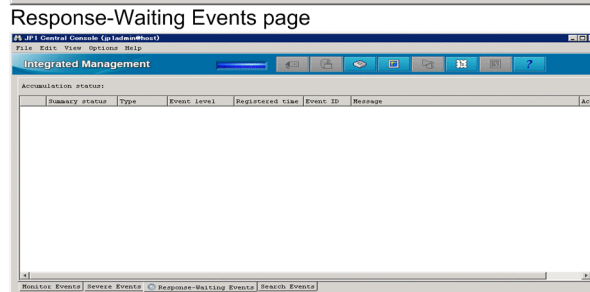 Response-Waiting Events page
JP1 Central Console (jp1admin@host)
File Edit View Options Help
Integrated Management
Accumulation status:
Summary status Type Event level Registered time Event ID Message Ac
Monitor Events Severe Events Response-Waiting Events Search Events